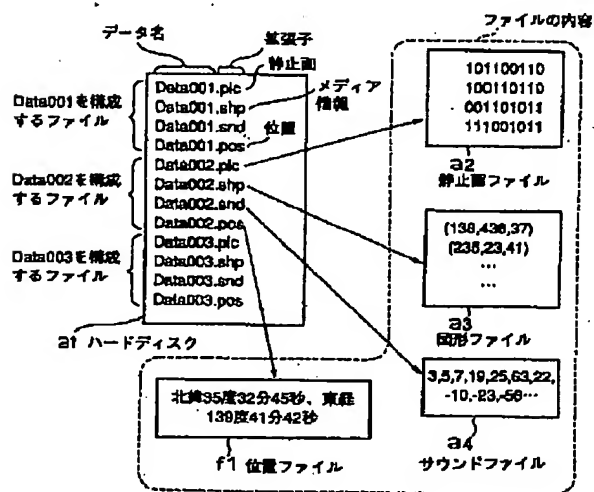 ファイルの内容
データ名
拡張子
静止画
Data001を構成
するファイル
Data001.pic
Data001.shp
Data001.snd
Data001.pos
メディア
情報
位置
Data002を構成
するファイル
Data002.pic
Data002.shp
Data002.snd
Data002.pos
Data003を構成
するファイル
Data003.pic
Data003.shp
Data003.snd
Data003.pos
a1 ハードディスク
101100110
100110110
001101011
111001011
a2
静止画ファイル
(138,436,37)
(235,23,41)
…
…
a3
図形ファイル
3,5,7,19,25,63,22,
-10,-23,-56…
a4
サウンドファイル
北緯35度32分45秒、東経
139度41分42秒
f1 位置ファイル